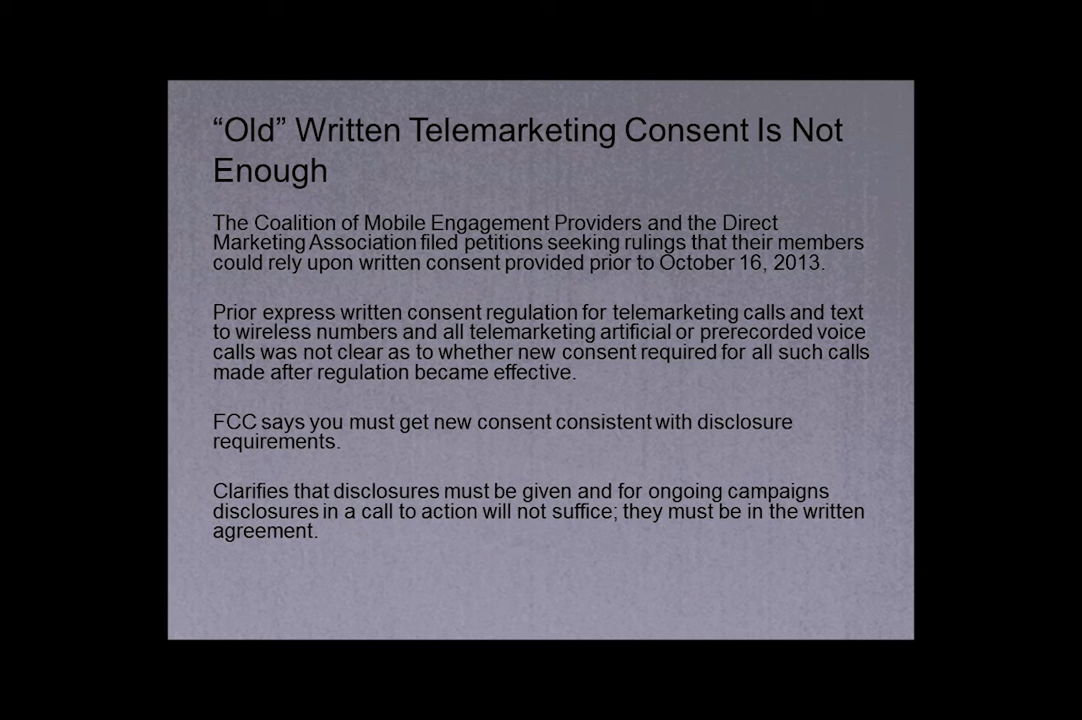 “Old” Written Telemarketing Consent Is Not
Enough
The Coalition of Mobile Engagement Providers and the Direct
Marketing Association filed petitions seeking rulings that their members
could rely upon written consent provided prior to October 16, 2013.
Prior express written consent regulation for telemarketing calls and text
to wireless numbers and all telemarketing artificial or prerecorded voice
calls was not clear as to whether new consent required for all such calls
made after regulation became effective.
FCC says you must get new consent consistent with disclosure
requirements.
Clarifies that disclosures must be given and for ongoing campaigns
disclosures in a call to action will not suffice; they must be in the written
agreement.